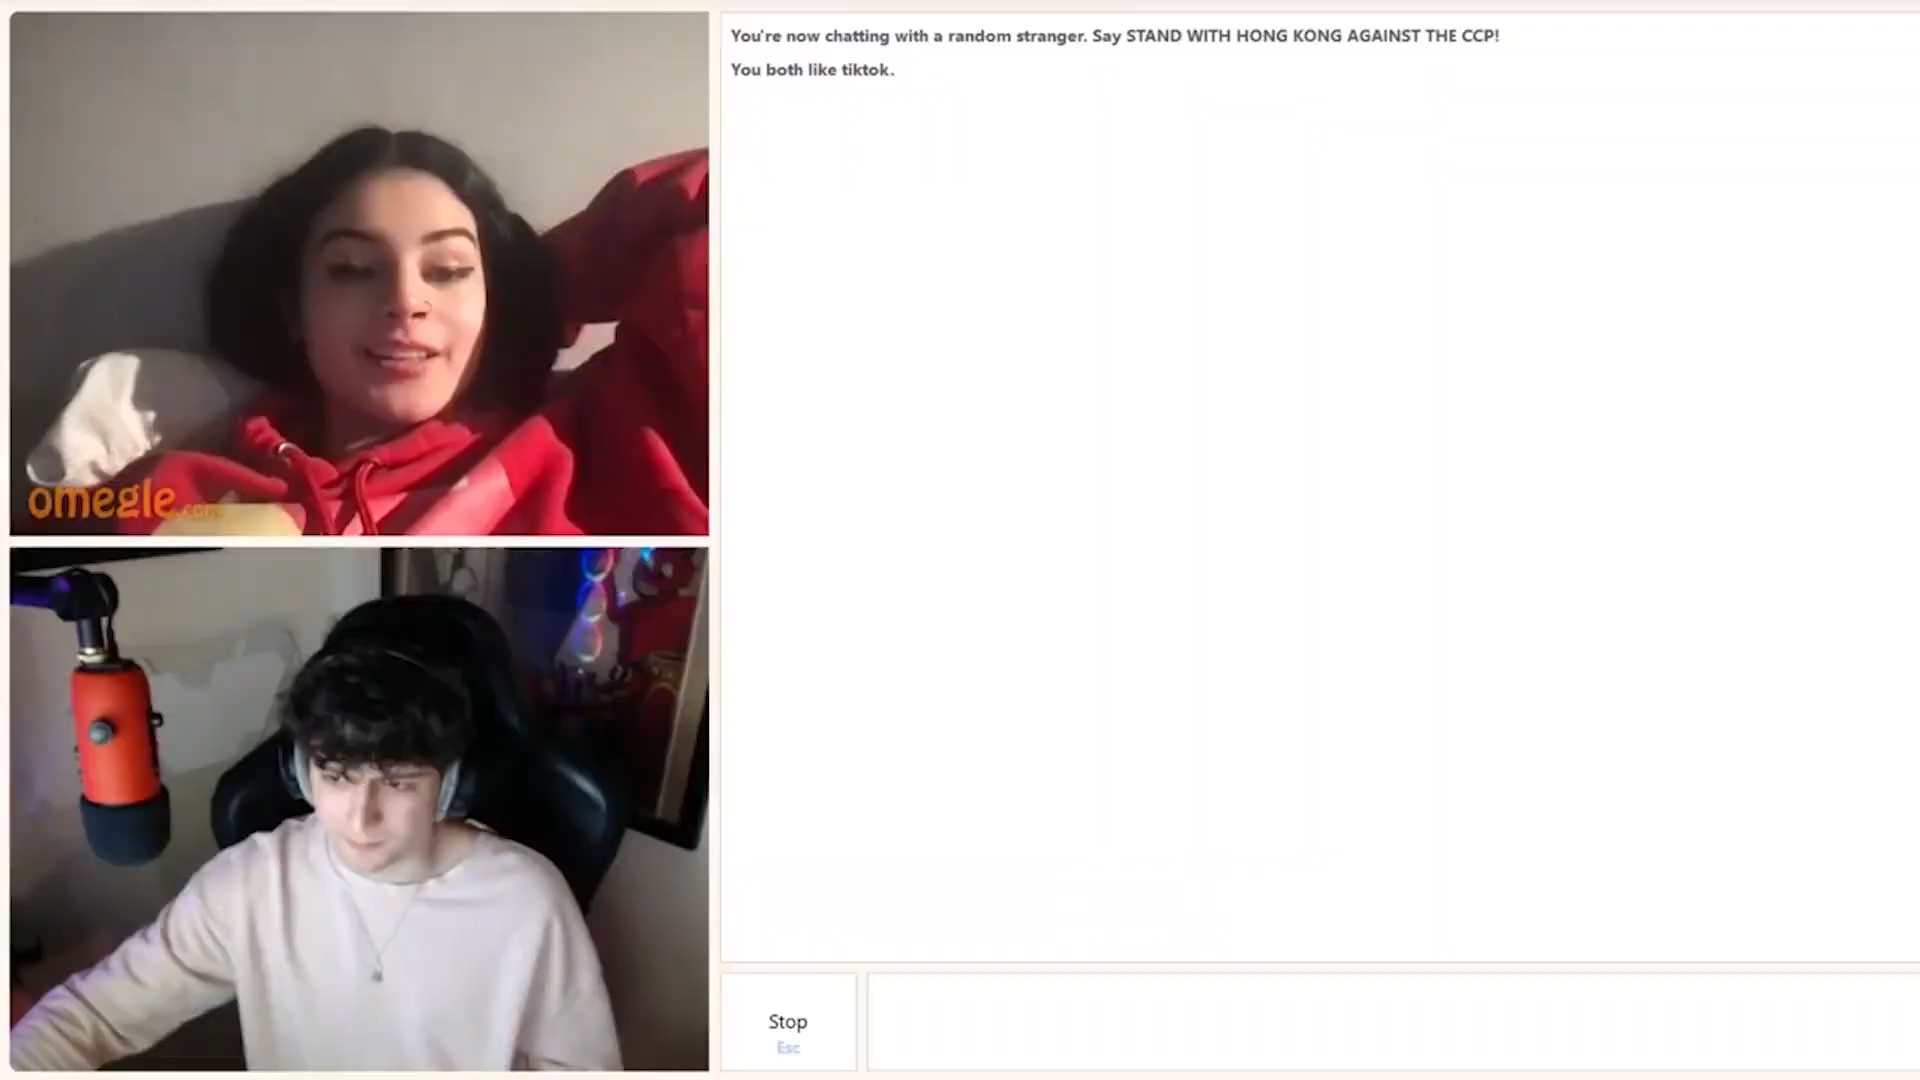 You're now chatting with a random stranger. Say STAND WITH HONG KONG AGAINST THE CCP!
You both like tiktok.
omegle.com
Stop
Esc